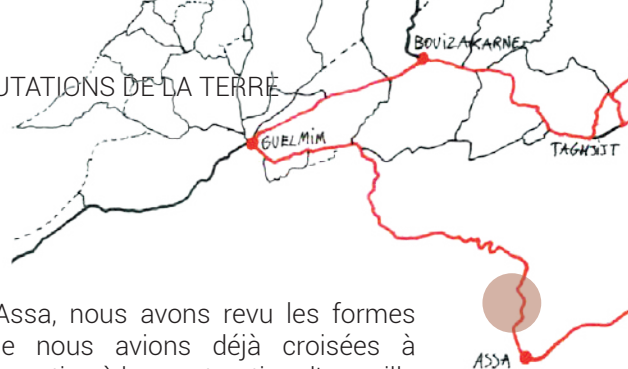 BOUIZAKARNE
UTATIONS DE LA TERRE
GUELMIM
TAGHJIJT
Assa, nous avons revu les formes
e nous avions déjà croisées à
ASSA